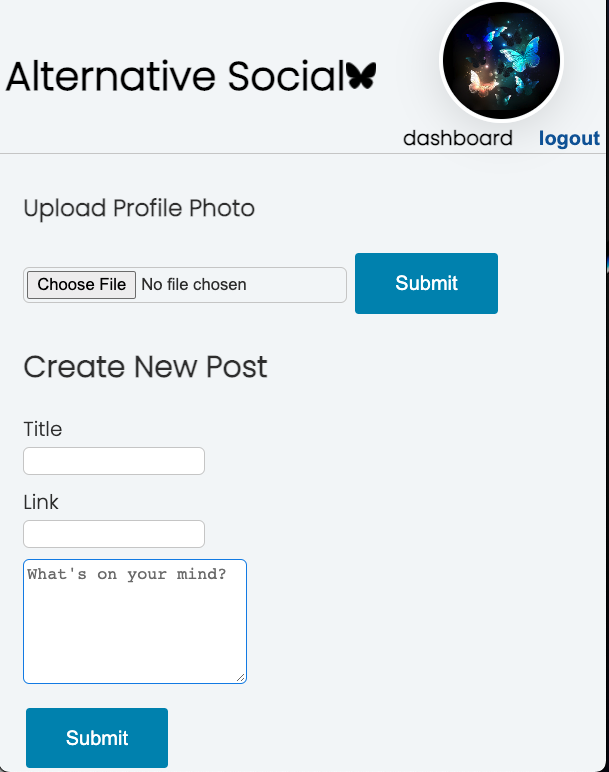 Alternative Social
dashboard logout
Upload Profile Photo
Choose File No file chosen Submit
Create New Post
Title
Link
What's on your mind?
Submit